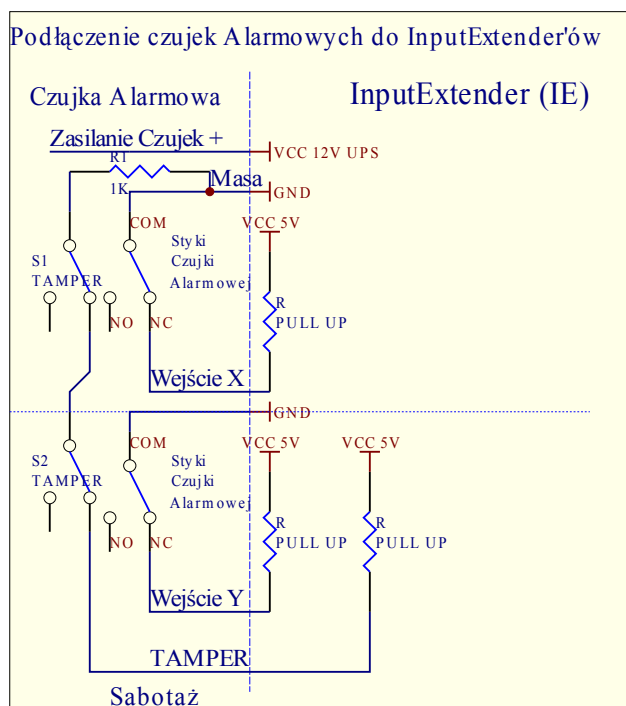 Podłączenie czujek Alarmowych do InputExtender'ów
Czujka Alarmowa
InputExtender (IE)
Zasilanie Czujek +
VCC 12V UPS
R1
1K
Masa
GND
COM
VCC 5V
S1
TAMPER
Styki
Czujki
Alarmowej
R
PULL UP
NO
NC
Wejście X
GND
COM
VCC 5V
VCC 5V
S2
TAMPER
Styki
Czujki
Alarmowej
R
PULL UP
R
PULL UP
NO
NC
Wejście Y
TAMPER
Sabotaż